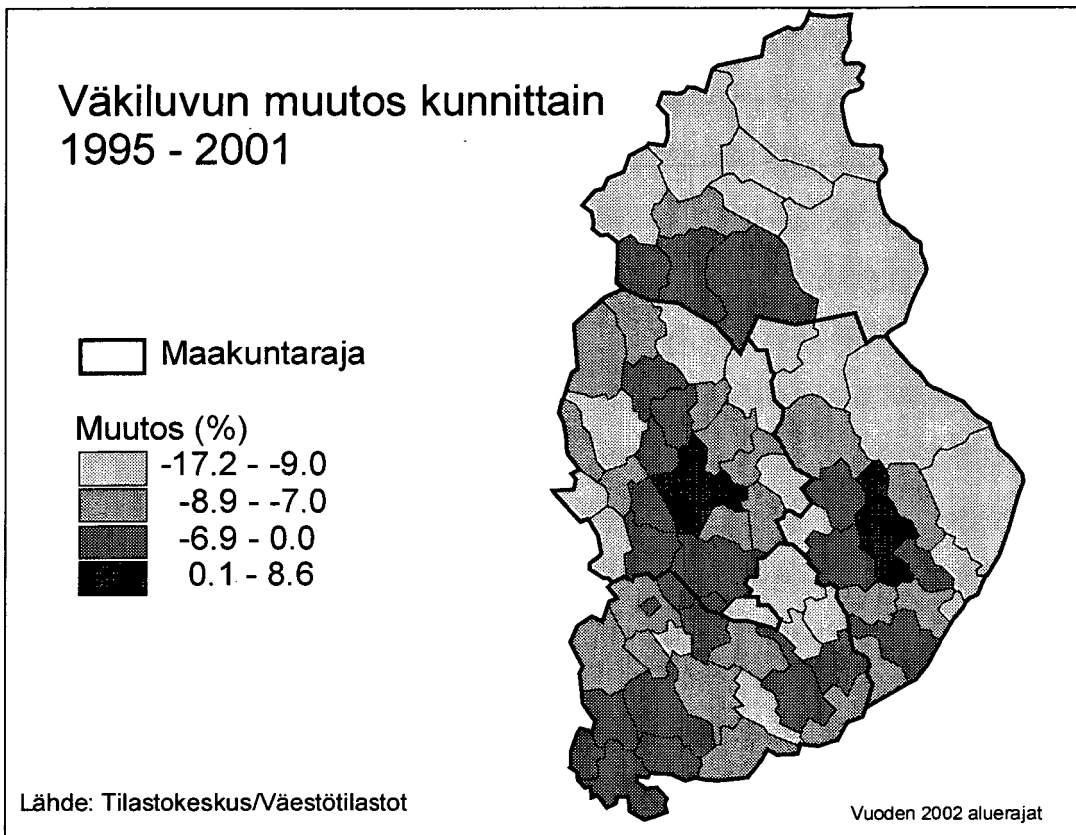 Väkiluvun muutos kunnittain
1995 - 2001
Maakuntaraja
Muutos (%)
-17.2 - -9.0
-8.9 - -7.0
-6.9 - 0.0
0.1 - 8.6
Lähde: Tilastokeskus/Väestötilastot
Vuoden 2002 aluerajat